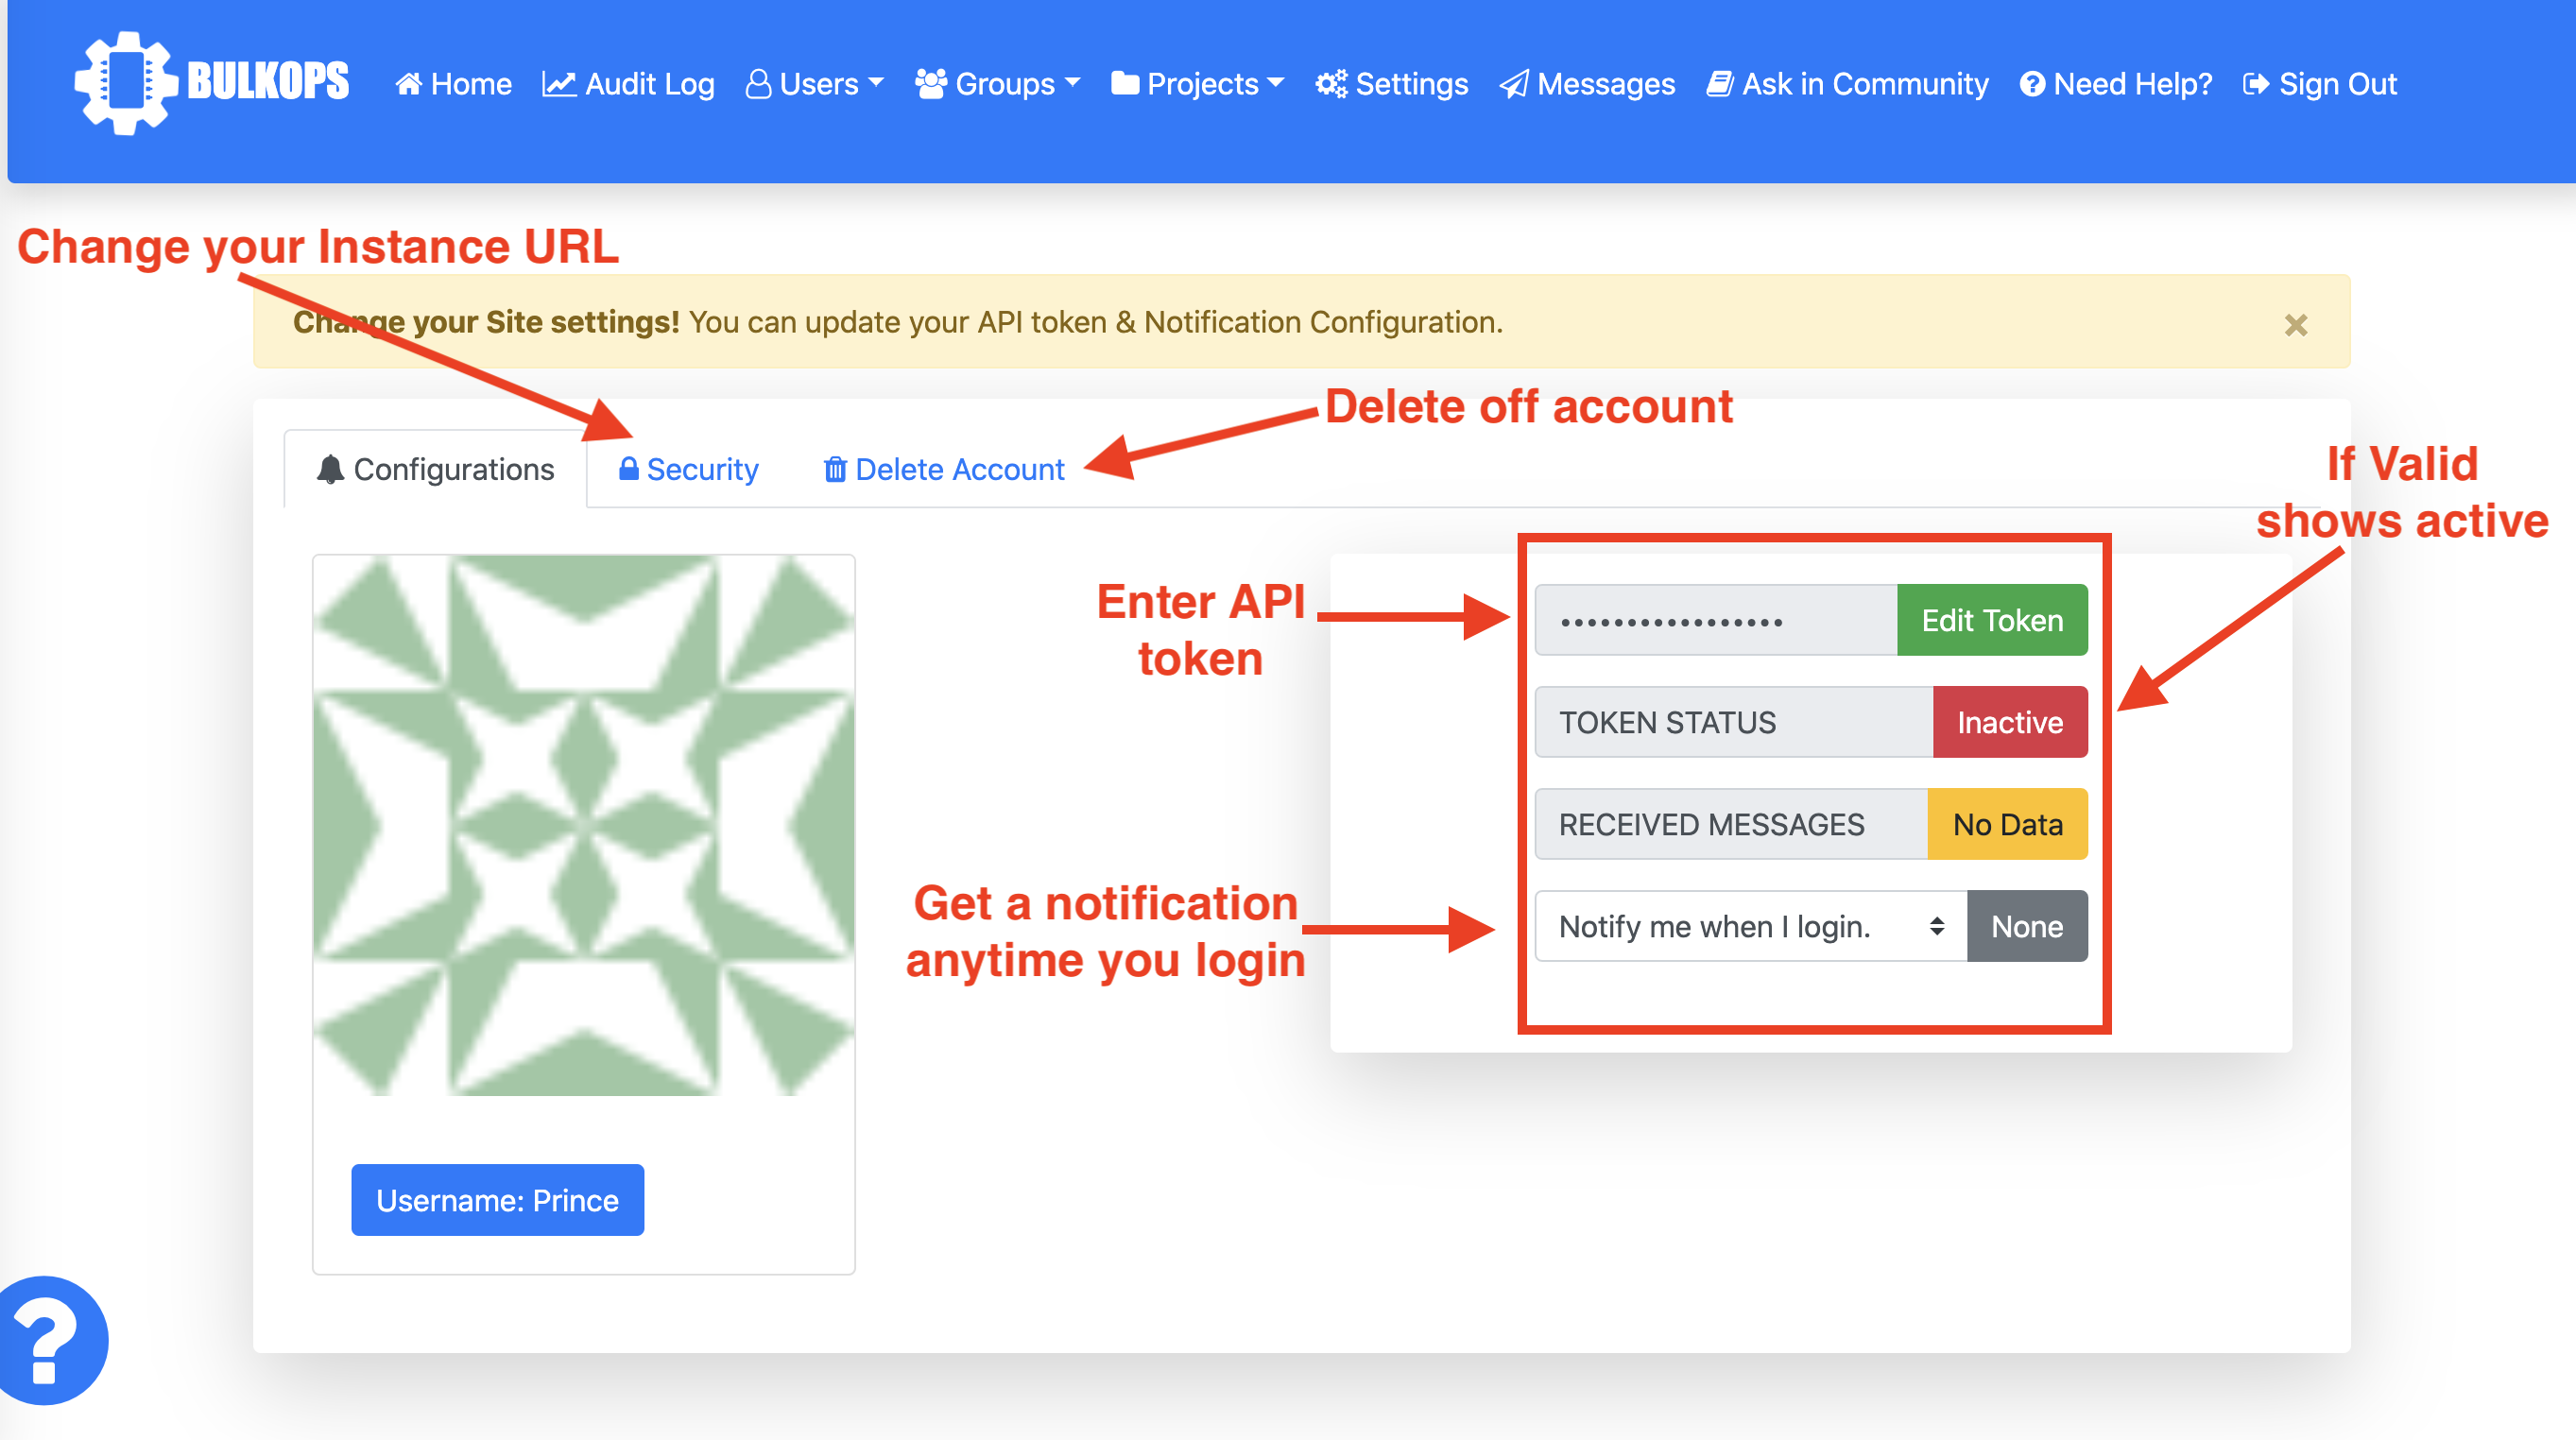 BULKOPS
Home Audit Log Users Groups Projects Settings Messages Ask in Community Need Help? Sign Out
Change your Instance URL
Change your Site settings! You can update your API token & Notification Configuration.
×
Delete off account
If Valid
shows active
Configurations Security Delete Account
Enter API
token
•••••••••••••••••
Edit Token
TOKEN STATUS Inactive
RECEIVED MESSAGES No Data
Get a notification
anytime you login
Notify me when I login. None
Username: Prince
?